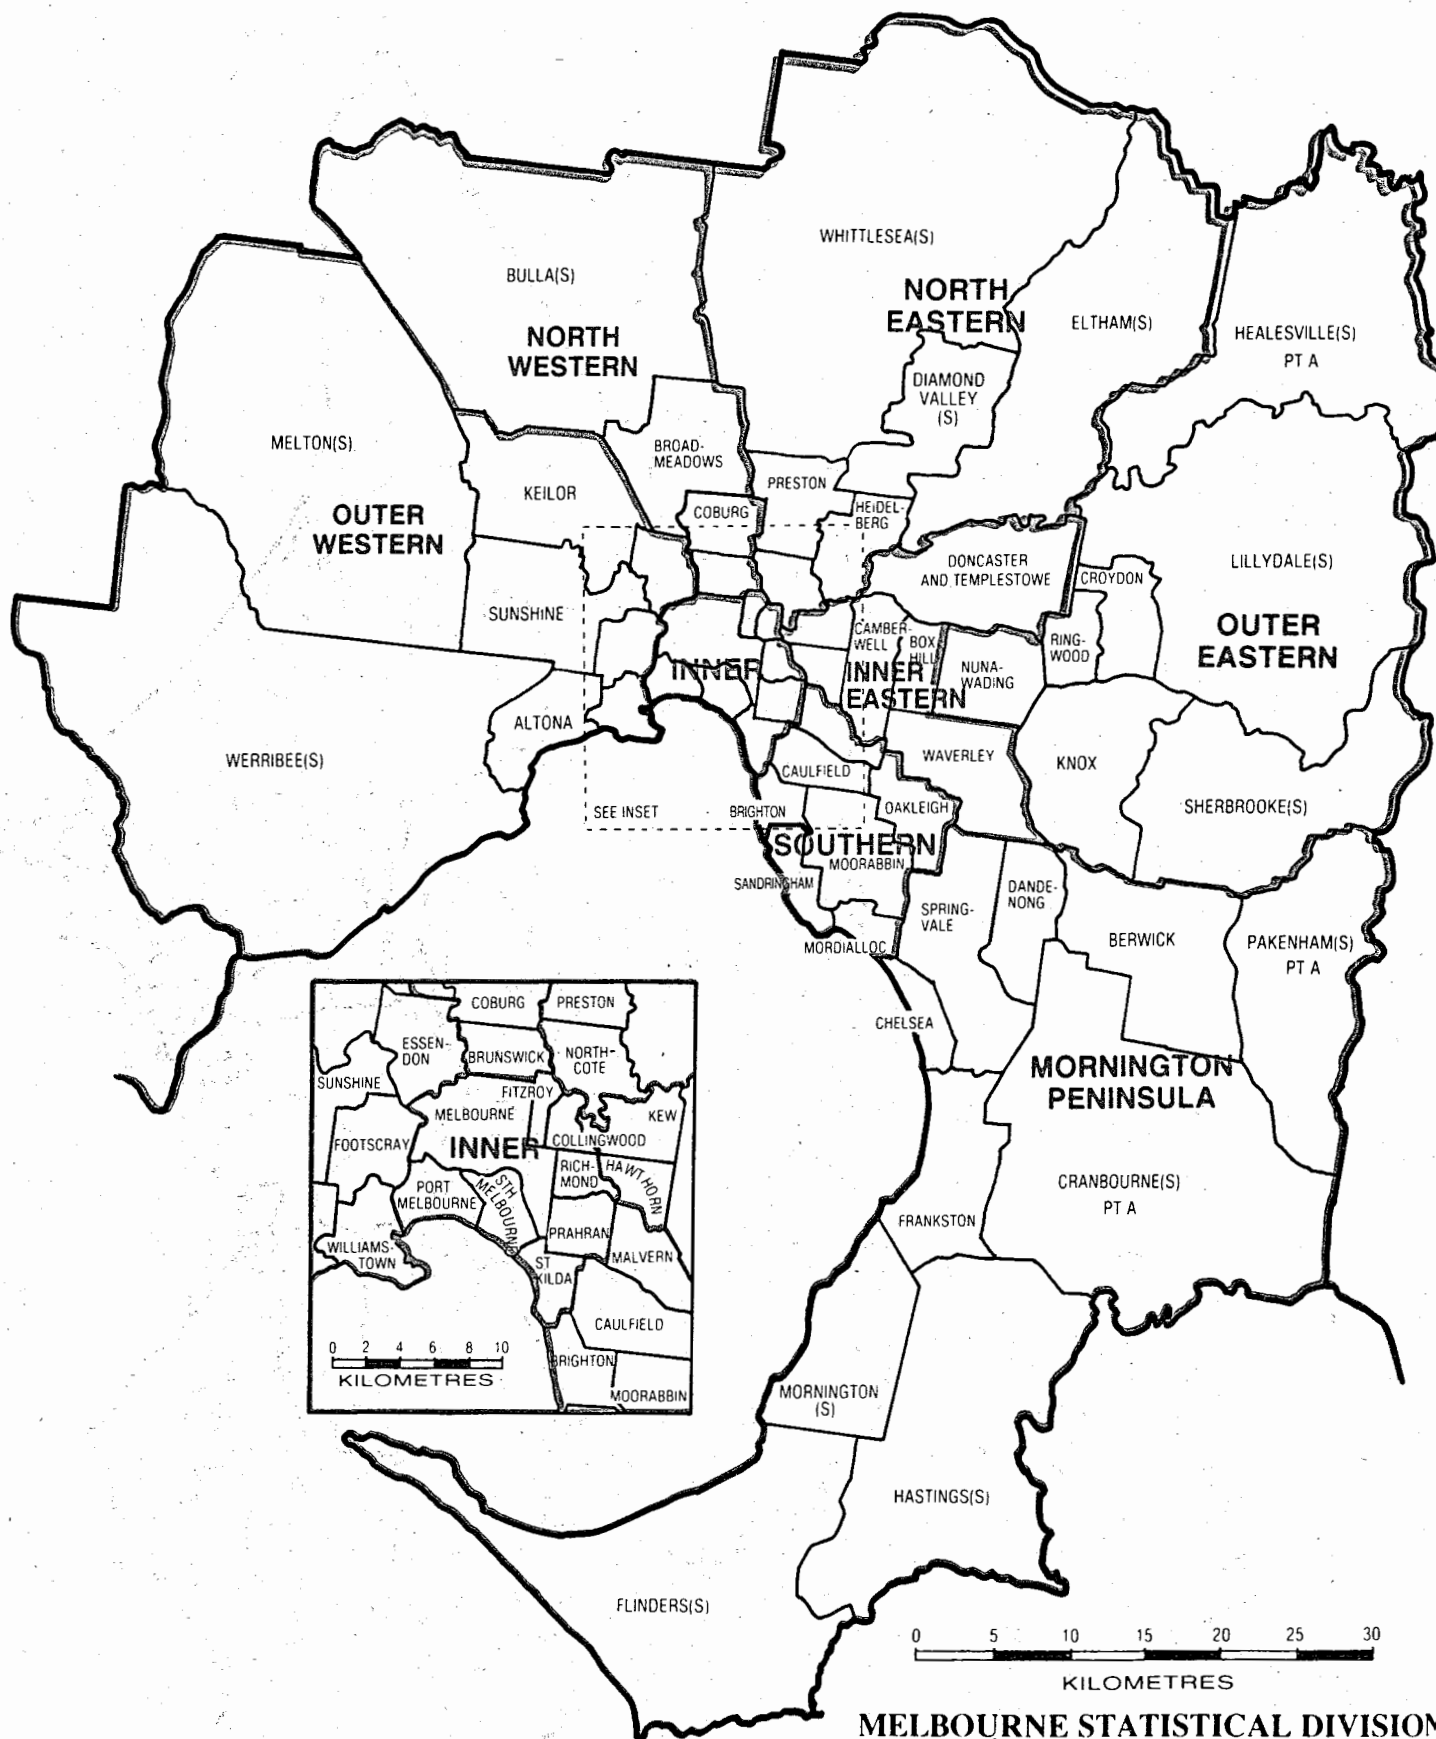 WHITTLESEA(S)
BULLA(S)
NORTH
EASTERN
ELTHAM(S)
HEALESVILLE(S)
PT A
NORTH
WESTERN
DIAMOND
VALLEY
(S)
MELTON(S)
BROAD-
MEADOWS
KEILOR
PRESTON
COBURG
HEIDEL-
BERG
OUTER
WESTERN
DONCASTER
AND TEMPLESTOWE
CROYDON
LILLYDALE(S)
SUNSHINE
CAMBER-
WELL
BOX
HILL
RING-
WOOD
OUTER
EASTERN
INNER
INNER
EASTERN
NUNA-
WADING
ALTONA
WERRIBEE(S)
WAVERLEY
KNOX
CAULFIELD
SHERBROOKE(S)
SEE INSET
BRIGHTON
OAKLEIGH
SOUTHERN
MOORABBIN
SANDRINGHAM
DANDE-
NONG
SPRING-
VALE
BERWICK
PAKENHAM(S)
PT A
MORDIALLOC
CHELSEA
MORNINGTON
PENINSULA
CRANBOURNE(S)
PT A
FRANKSTON
COBURG
PRESTON
ESSEN-
DON
BRUNSWICK
NORTH-
COTE
SUNSHINE
FITZROY
MELBOURNE
KEW
FOOTSCRAY
INNER
COLLINGWOOD
RICH-
MOND
HAWTHORN
PORT
MELBOURNE
STH
MELBOURNE
PRAHRAN
WILLIAMS-
TOWN
MALVERN
ST
KILDA
CAULFIELD
0 2 4 6 8 10
KILOMETRES
BRIGHTON
MOORABBIN
MORNINGTON
(S)
HASTINGS(S)
FLINDERS(S)
0 5 10 15 20 25 30
KILOMETRES
MELBOURNE STATISTICAL DIVISION